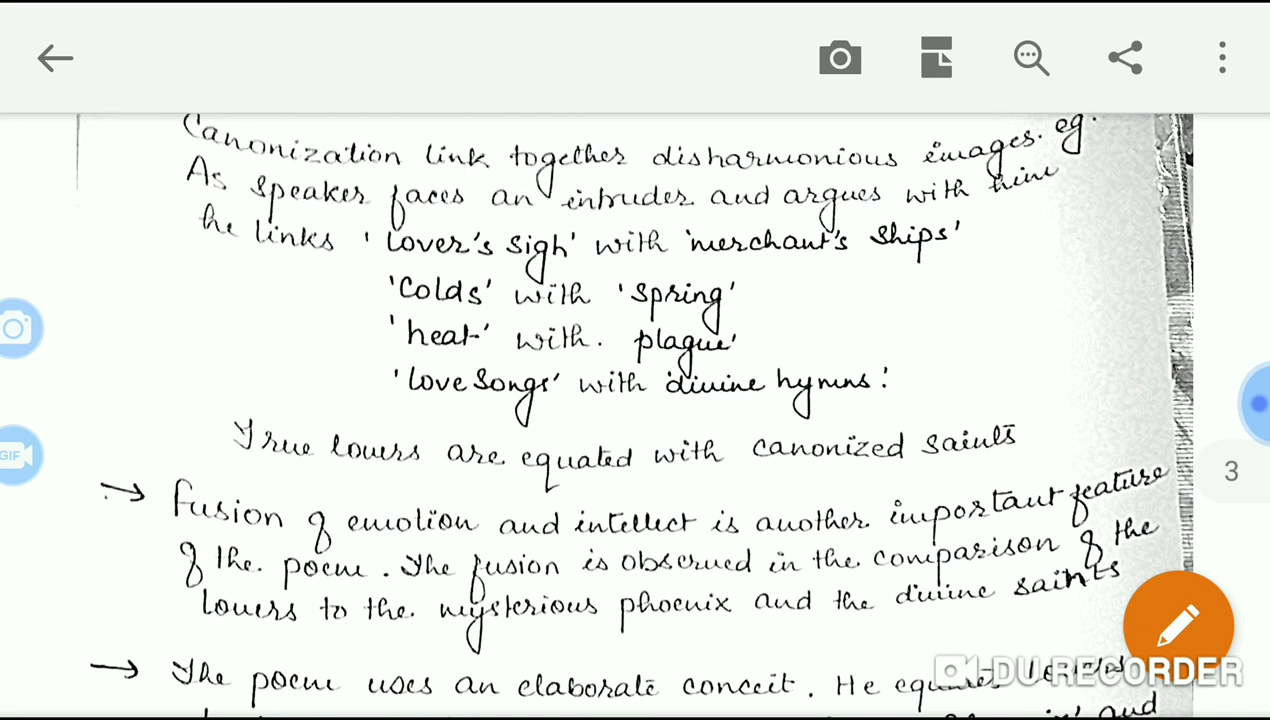 Canonization link together disharmonious images. eg.
As speaker faces an intruder and argues with him
he links 'lover's sigh' with 'merchant's ships'
'Colds' with 'spring'
'heat' with. plague'
'love songs' with 'divine hymns'
True lovers are equated with canonized saints
→ Fusion of emotion and intellect is another important feature
of the poem. The fusion is observed in the comparison of the
lovers to the mysterious phoenix and the divine saints
3
GIF
→ The poem uses an elaborate conceit. He equates lovers
and
DU RECORDER